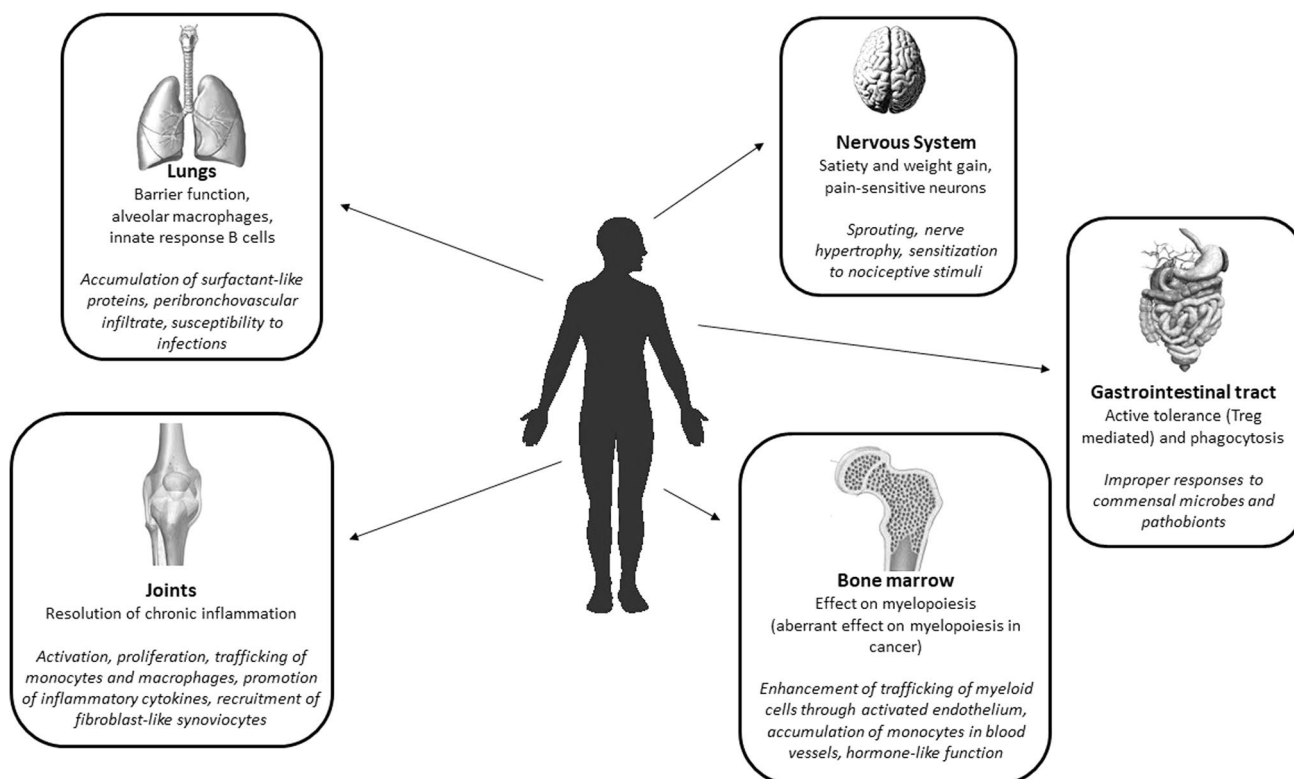 Lungs
Barrier function,
alveolar macrophages,
innate response B cells
Accumulation of surfactant-like
proteins, peribronchovascular
infiltrate, susceptibility to
infections
Nervous System
Satiety and weight gain,
pain-sensitive neurons
Sprouting, nerve
hypertrophy, sensitization
to nociceptive stimuli
Gastrointestinal tract
Active tolerance (Treg
mediated) and phagocytosis
Improper responses to
commensal microbes and
pathobionts
Joints
Resolution of chronic inflammation
Activation, proliferation, trafficking of
monocytes and macrophages, promotion
of inflammatory cytokines, recruitment of
fibroblast-like synoviocytes
Bone marrow
Effect on myelopoiesis
(aberrant effect on myelopoiesis in
cancer)
Enhancement of trafficking of myeloid
cells through activated endothelium,
accumulation of monocytes in blood
vessels, hormone-like function